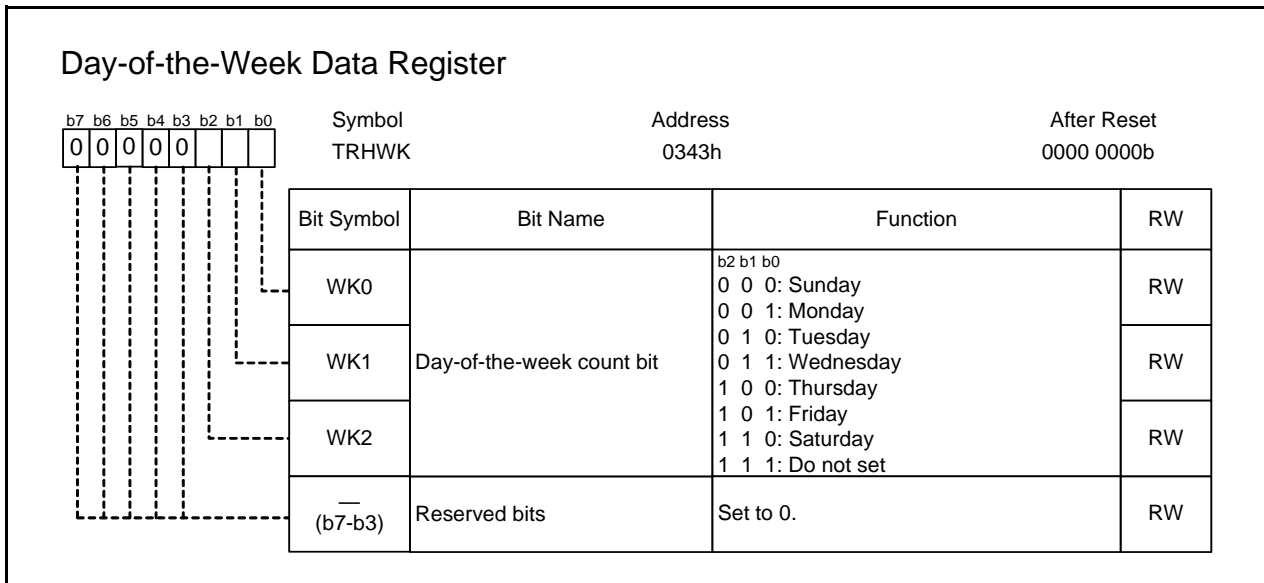 Day-of-the-Week Data Register
b7 b6 b5 b4 b3 b2 b1 b0
0 0 0 0 0
Symbol Address After Reset
TRHWK 0343h 0000 0000b
Bit Symbol Bit Name Function RW
WK0 RW
WK1 Day-of-the-week count bit RW
WK2 RW
b2 b1 b0
0 0 0: Sunday
0 0 1: Monday
0 1 0: Tuesday
0 1 1: Wednesday
1 0 0: Thursday
1 0 1: Friday
1 1 0: Saturday
1 1 1: Do not set
—
(b7-b3) Reserved bits Set to 0. RW